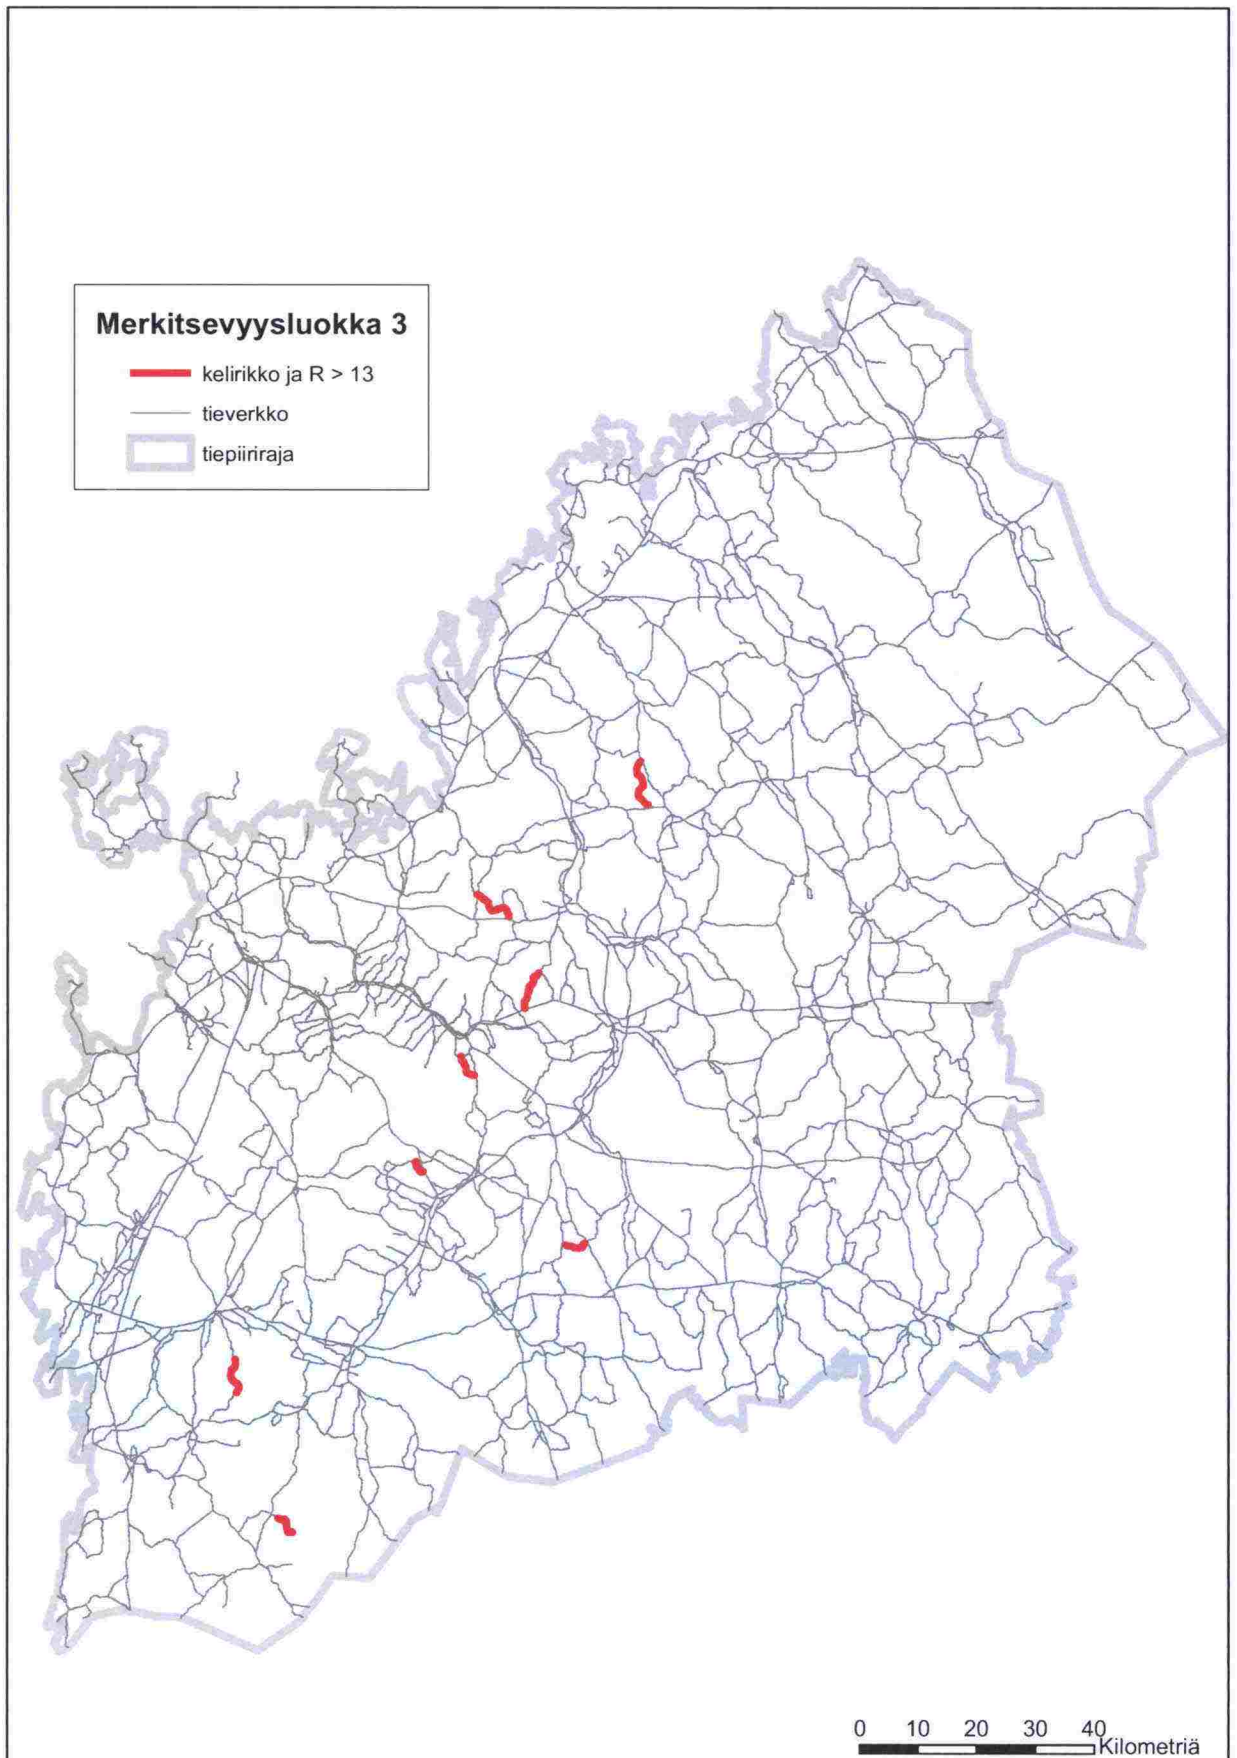 Merkitsevyysluokka 3
kelirikko ja R > 13
tieverkko
tiepiiriraja
0 10 20 30 40
Kilometriä